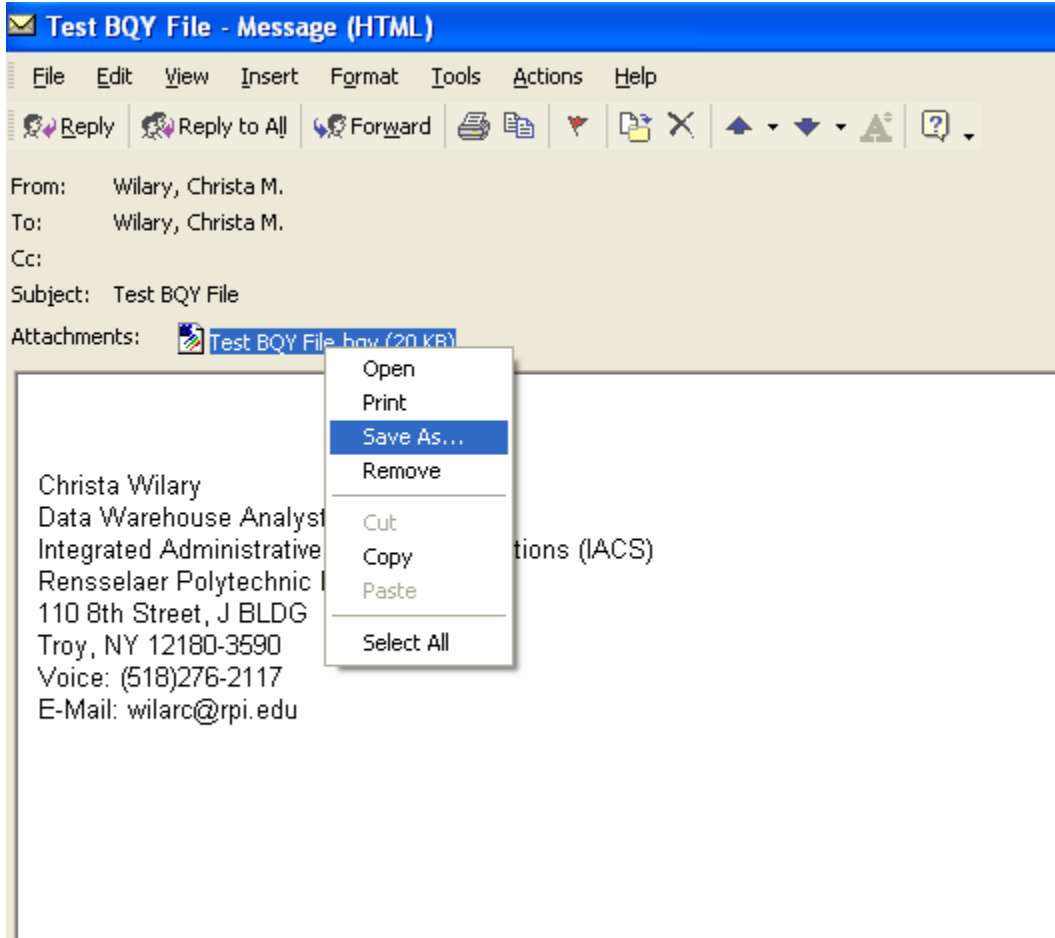 Test BQY File - Message (HTML)
File Edit View Insert Format Tools Actions Help
Reply Reply to All Forward
From: Wilary, Christa M.
To: Wilary, Christa M.
Cc:
Subject: Test BQY File
Attachments: Test BQY File.bqy (20 KB)
Open
Print
Save As...
Remove
Cut
Copy
Paste
Select All
Christa Wilary
Data Warehouse Analyst
Integrated Administrative tions (IACS)
Rensselaer Polytechnic
110 8th Street, J BLDG
Troy, NY 12180-3590
Voice: (518)276-2117
E-Mail: wilarc@rpi.edu